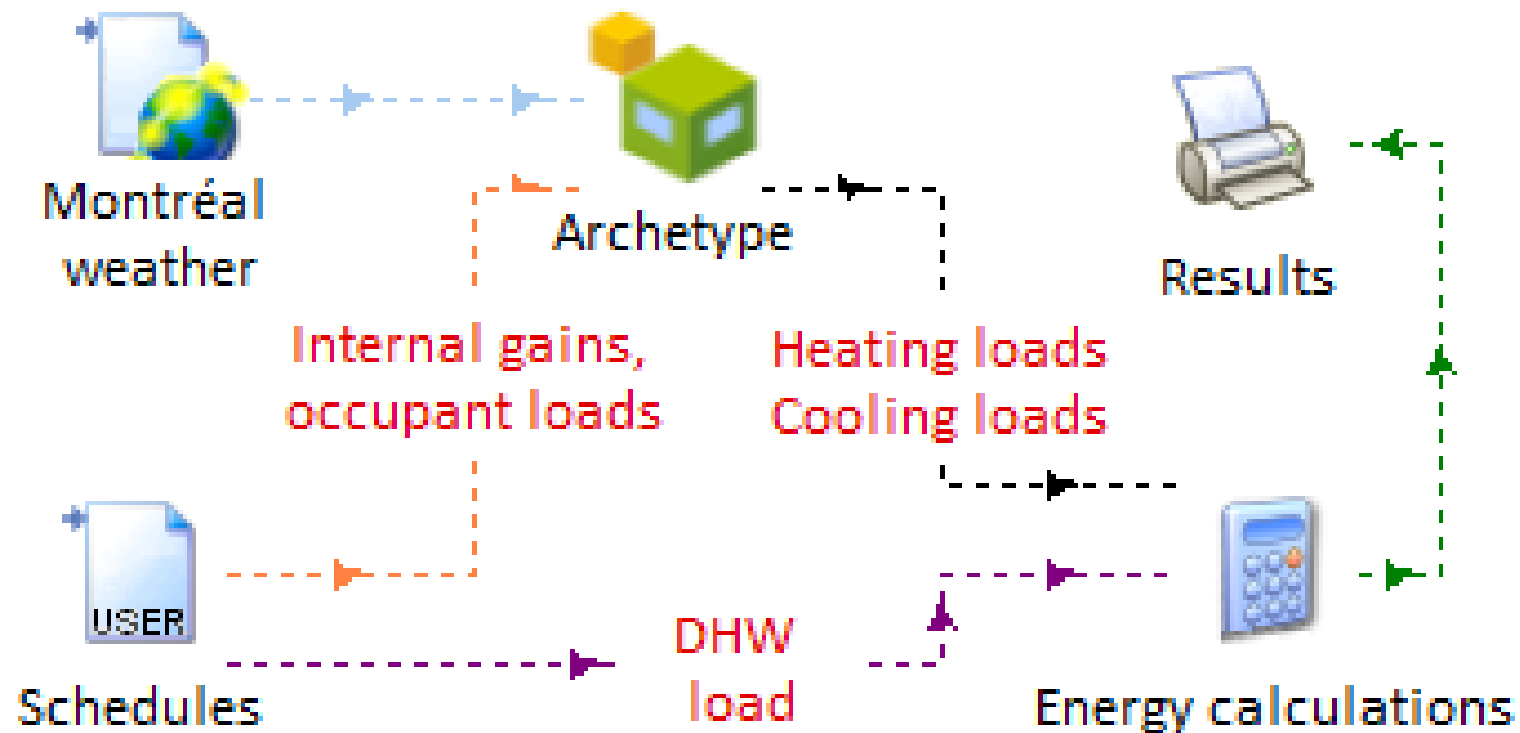 Montréal
weather
Archetype
Results
Internal gains,
occupant loads
Heating loads
Cooling loads
USER
Schedules
DHW
load
Energy calculations